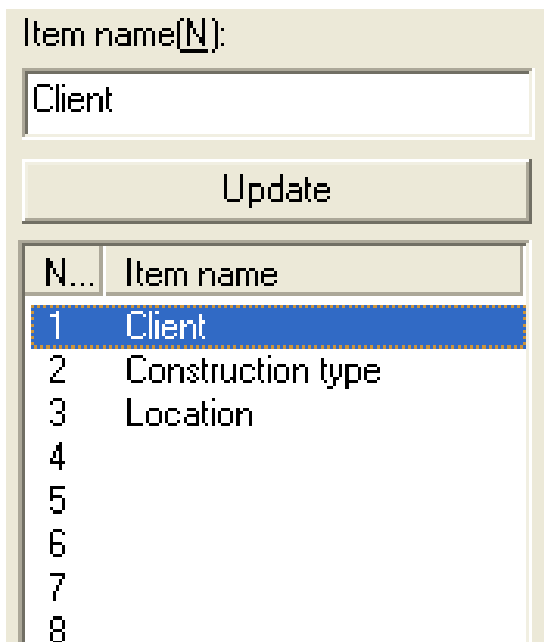 Item name(N):
Client
Update
N... Item name
1 Client
2 Construction type
3 Location
4
5
6
7
8